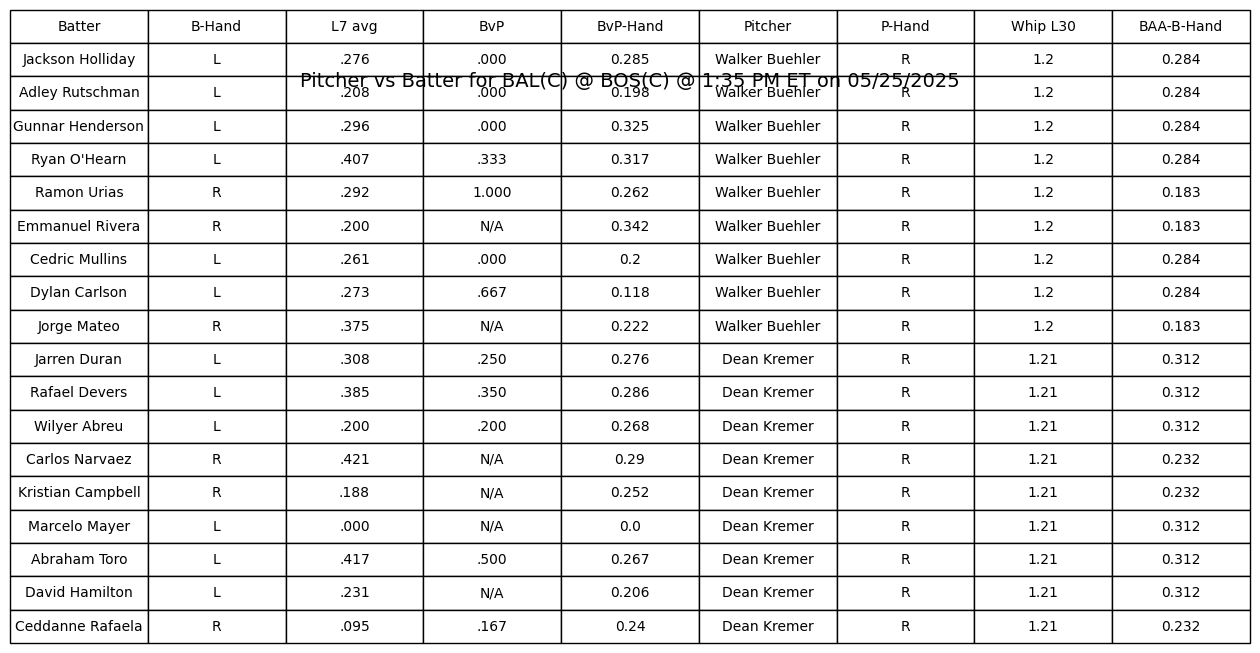 Batter B-Hand L7 avg BvP BvP-Hand Pitcher P-Hand Whip L30 BAA-B-Hand
Jackson Holliday L .276 .000 0.285 Walker Buehler R 1.2 0.284
Pitcher vs Batter for BAL(C) @ BOS(C) @ 1:35 PM ET on 05/25/2025
Adley Rutschman L .208 .000 0.198 Walker Buehler R 1.2 0.284
Gunnar Henderson L .296 .000 0.325 Walker Buehler R 1.2 0.284
Ryan O'Hearn L .407 .333 0.317 Walker Buehler R 1.2 0.284
Ramon Urias R .292 1.000 0.262 Walker Buehler R 1.2 0.183
Emmanuel Rivera R .200 N/A 0.342 Walker Buehler R 1.2 0.183
Cedric Mullins L .261 .000 0.2 Walker Buehler R 1.2 0.284
Dylan Carlson L .273 .667 0.118 Walker Buehler R 1.2 0.284
Jorge Mateo R .375 N/A 0.222 Walker Buehler R 1.2 0.183
Jarren Duran L .308 .250 0.276 Dean Kremer R 1.21 0.312
Rafael Devers L .385 .350 0.286 Dean Kremer R 1.21 0.312
Wilyer Abreu L .200 .200 0.268 Dean Kremer R 1.21 0.312
Carlos Narvaez R .421 N/A 0.29 Dean Kremer R 1.21 0.232
Kristian Campbell R .188 N/A 0.252 Dean Kremer R 1.21 0.232
Marcelo Mayer L .000 N/A 0.0 Dean Kremer R 1.21 0.312
Abraham Toro L .417 .500 0.267 Dean Kremer R 1.21 0.312
David Hamilton L .231 N/A 0.206 Dean Kremer R 1.21 0.312
Ceddanne Rafaela R .095 .167 0.24 Dean Kremer R 1.21 0.232